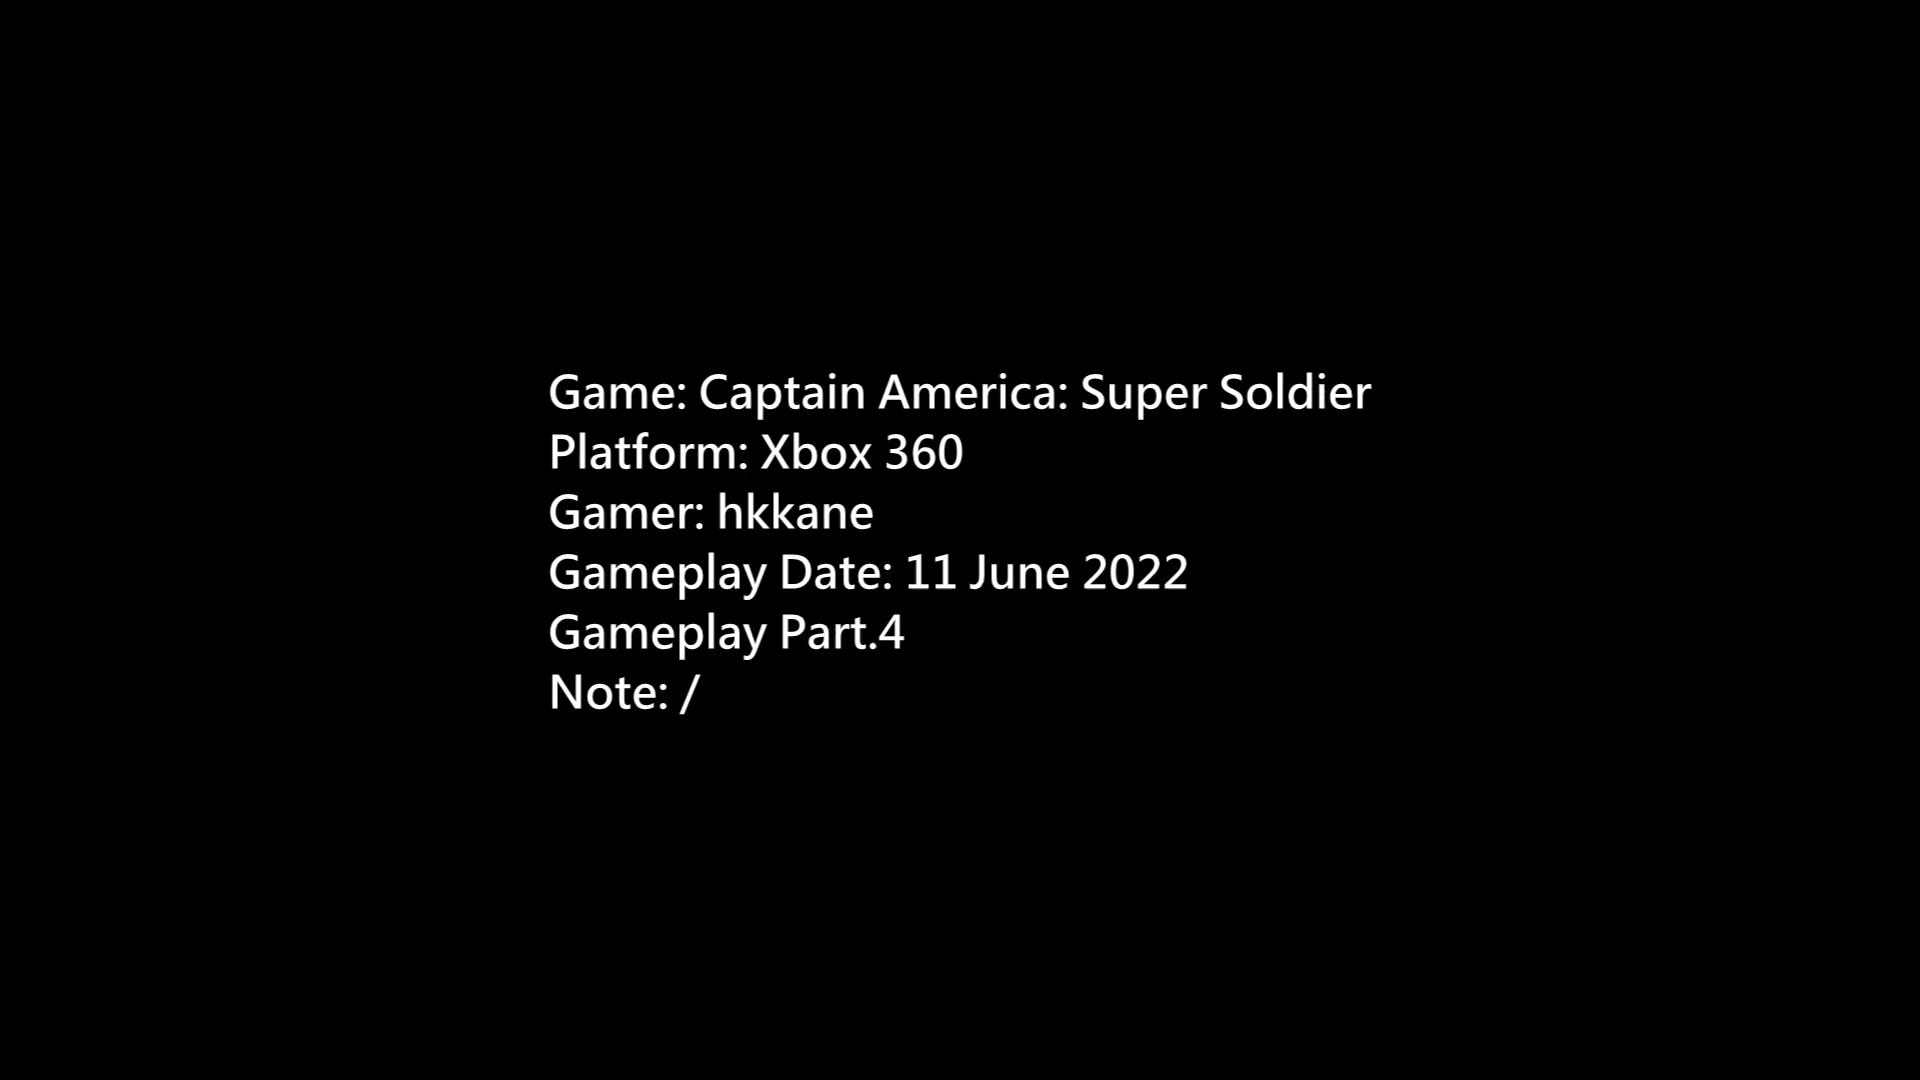 Game: Captain America: Super Soldier
Platform: Xbox 360
Gamer: hkkane
Gameplay Date: 11 June 2022
Gameplay Part.4
Note: /